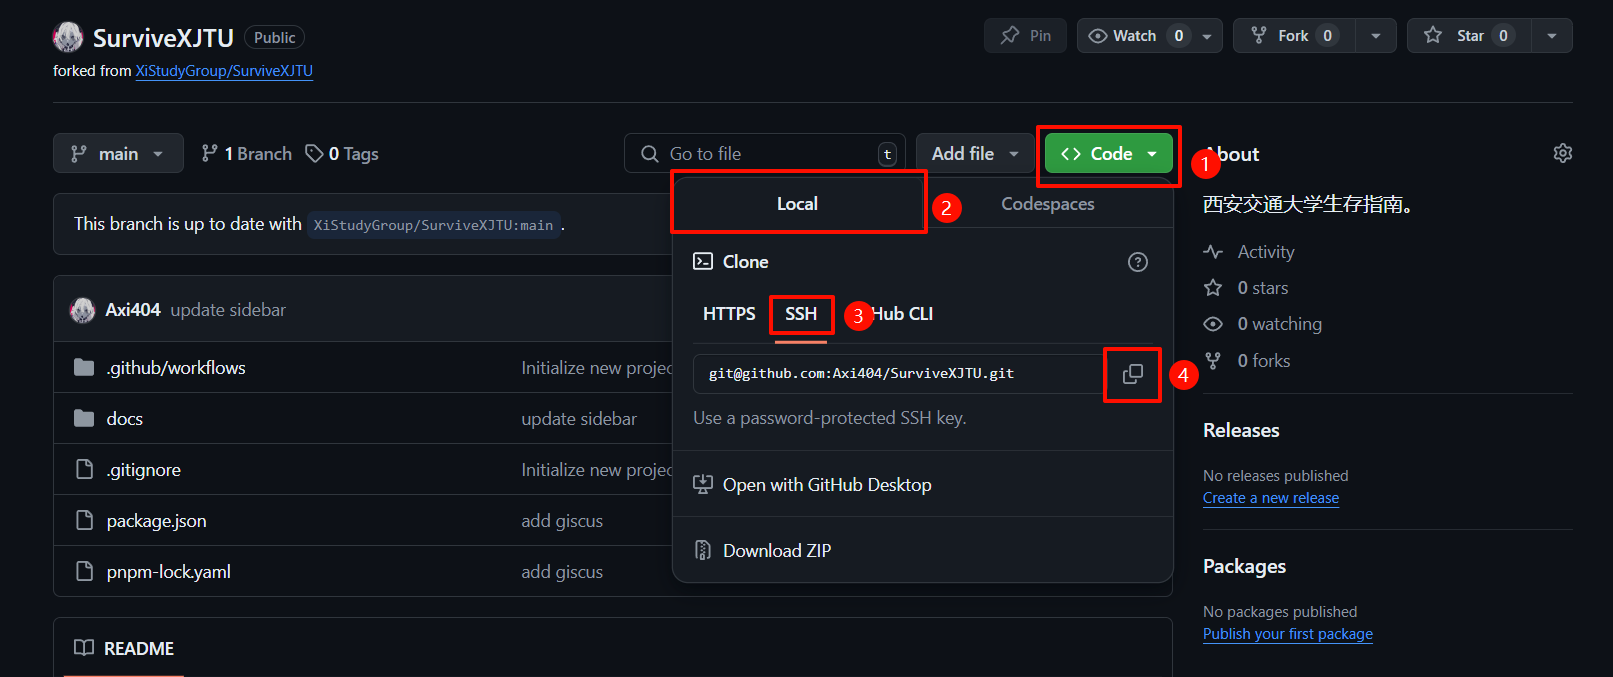 SurviveXJTU Public
Pin Watch 0 Fork 0 Star 0
forked from XiStudyGroup/SurviveXJTU
main 1 Branch 0 Tags Go to file t Add file <> Code 1 About
This branch is up to date with XiStudyGroup/SurviveXJTU:main .
Local 2 Codespaces
Clone
HTTPS SSH 3 Hub CLI
git@github.com:Axi404/SurviveXJTU.git 4
Use a password-protected SSH key.
Open with GitHub Desktop
Download ZIP
Axi404 update sidebar
.github/workflows Initialize new projec
docs update sidebar
.gitignore Initialize new projec
package.json add giscus
pnpm-lock.yaml add giscus
README
西安交通大学生存指南。
Activity
0 stars
0 watching
0 forks
Releases
No releases published
Create a new release
Packages
No packages published
Publish your first package